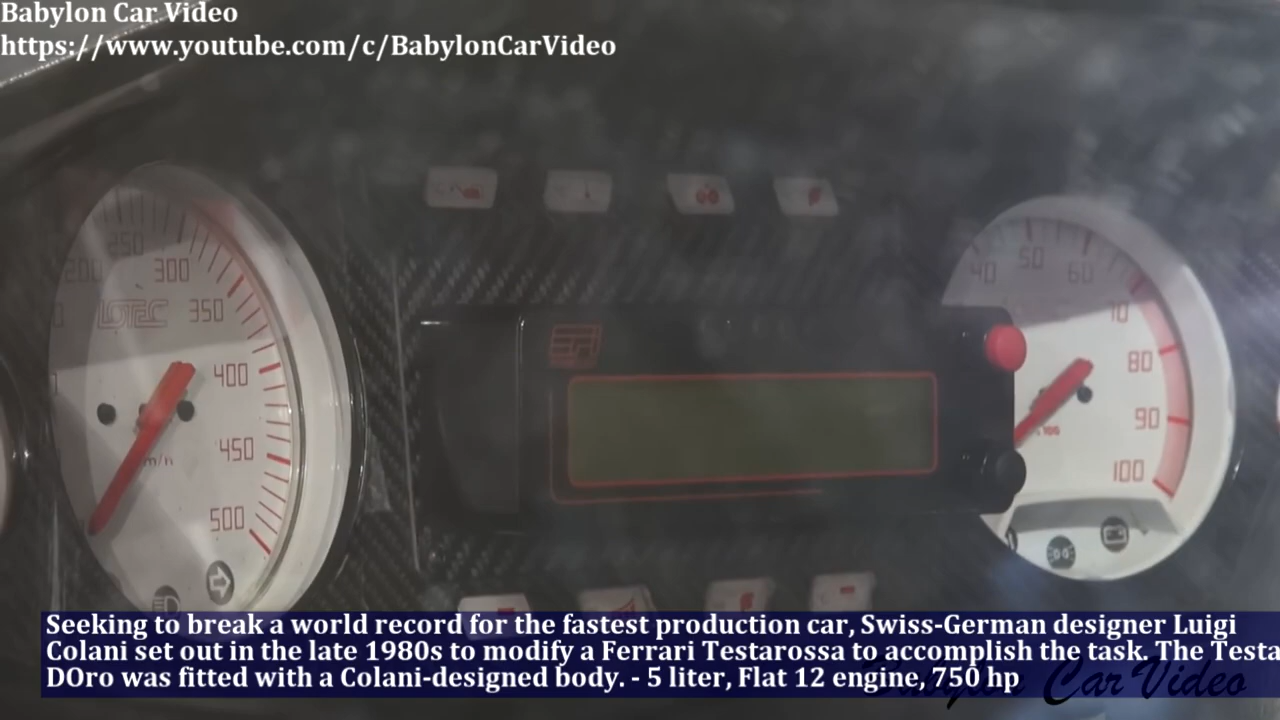 Babylon Car Video
https://www.youtube.com/c/BabylonCarVideo
250
200
300
350
LOTEC
400
450
500
40
50
60
70
80
90
100
x 100
Seeking to break a world record for the fastest production car, Swiss-German designer Luigi
Colani set out in the late 1980s to modify a Ferrari Testarossa to accomplish the task. The Testa
DOro was fitted with a Colani-designed body. - 5 liter, Flat 12 engine, 750 hp
Babylon Car Video